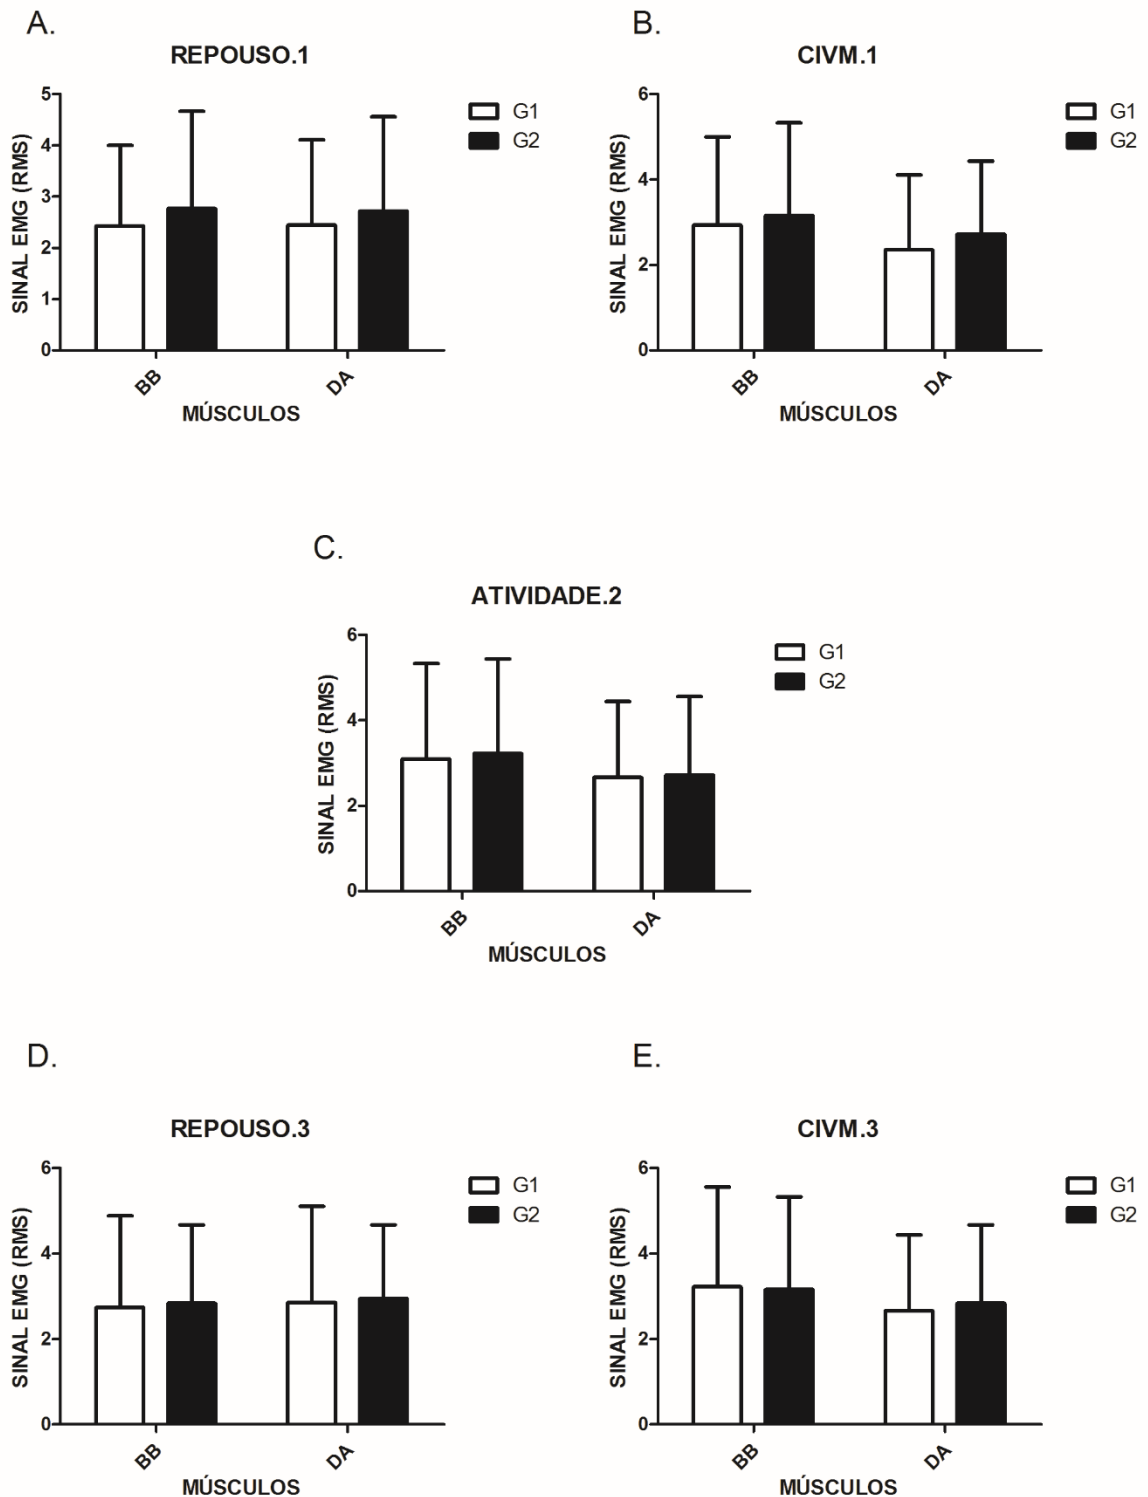 A.
REPOUSO.1
SINAL EMG (RMS)
5
4
3
2
1
0
BB
DA
MÚSCULOS
G1
G2
B.
CIVM.1
SINAL EMG (RMS)
6
4
2
0
BB
DA
MÚSCULOS
G1
G2
C.
ATIVIDADE.2
SINAL EMG (RMS)
6
4
2
0
BB
DA
MÚSCULOS
G1
G2
D.
REPOUSO.3
SINAL EMG (RMS)
6
4
2
0
BB
DA
MÚSCULOS
G1
G2
E.
CIVM.3
SINAL EMG (RMS)
6
4
2
0
BB
DA
MÚSCULOS
G1
G2